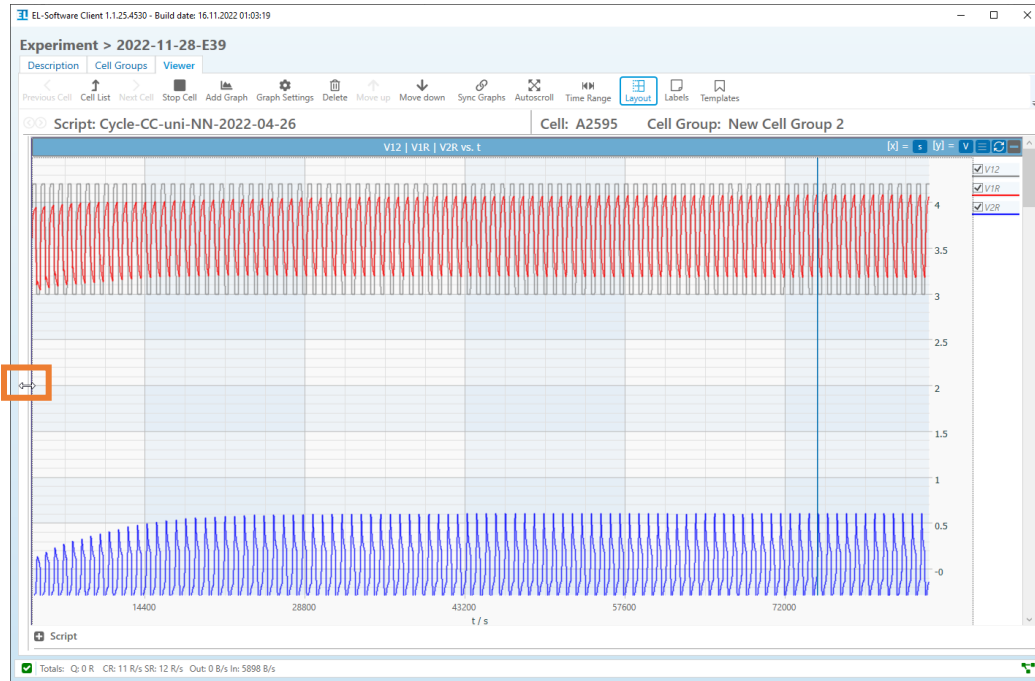 EL-Software Client 1.1.25.4530 - Build date: 16.11.2022 01:03:19
Experiment > 2022-11-28-E39
Description Cell Groups Viewer
Previous Cell Cell List Next Cell Stop Cell Add Graph Graph Settings Delete Move up Move down Sync Graphs Autoscroll Time Range Layout Labels Templates
Script: Cycle-CC-uni-NN-2022-04-26 Cell: A2595 Cell Group: New Cell Group 2
V12 | V1R | V2R vs. t [x] = s [y] = V
V12
V1R
V2R
4
3.5
3
2.5
2
1.5
1
0.5
-0
14400 28800 43200 57600 72000
t / s
Script
Totals: Q: 0 R CR: 11 R/s SR: 12 R/s Out: 0 B/s In: 5898 B/s